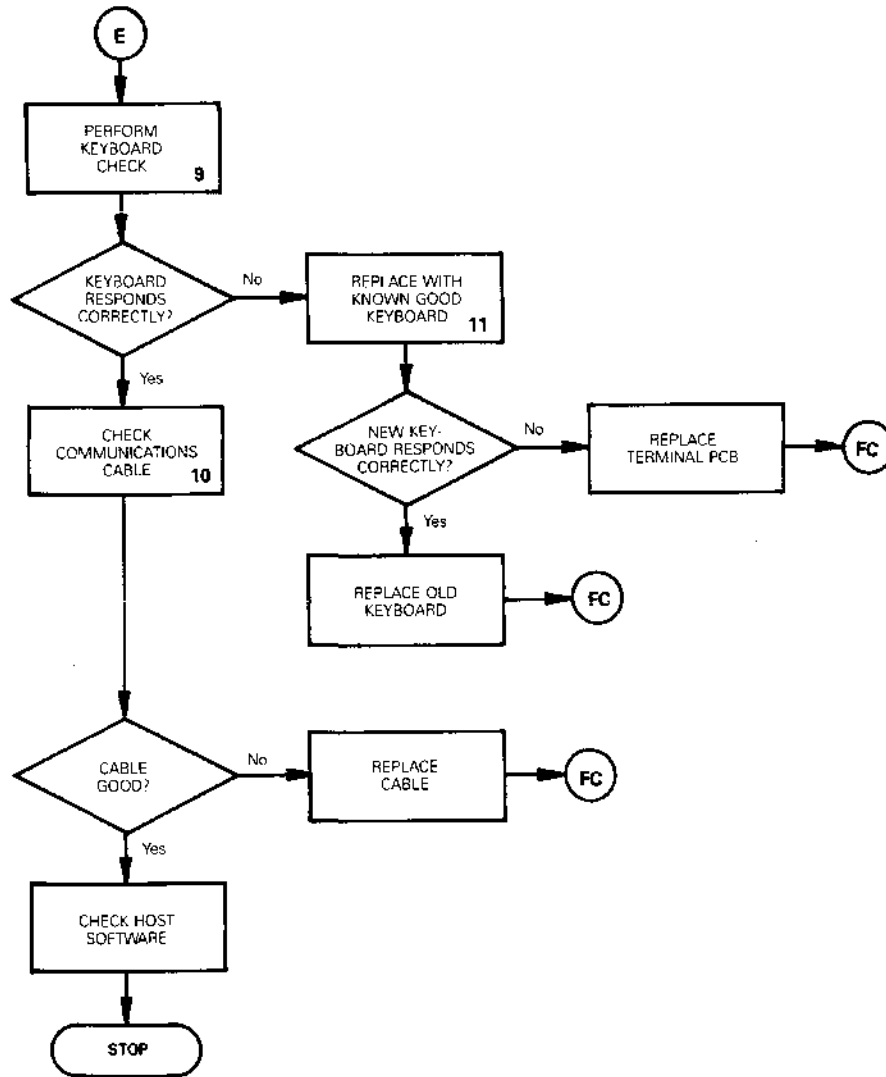 E
PERFORM
KEYBOARD
CHECK
9
KEYBOARD
RESPONDS
CORRECTLY?
No
REPLACE WITH
KNOWN GOOD
KEYBOARD
11
Yes
CHECK
COMMUNICATIONS
CABLE
10
NEW KEY-
BOARD RESPONDS
CORRECTLY?
No
REPLACE
TERMINAL PCB
FC
Yes
REPLACE OLD
KEYBOARD
FC
CABLE
GOOD?
No
REPLACE
CABLE
FC
Yes
CHECK HOST
SOFTWARE
STOP